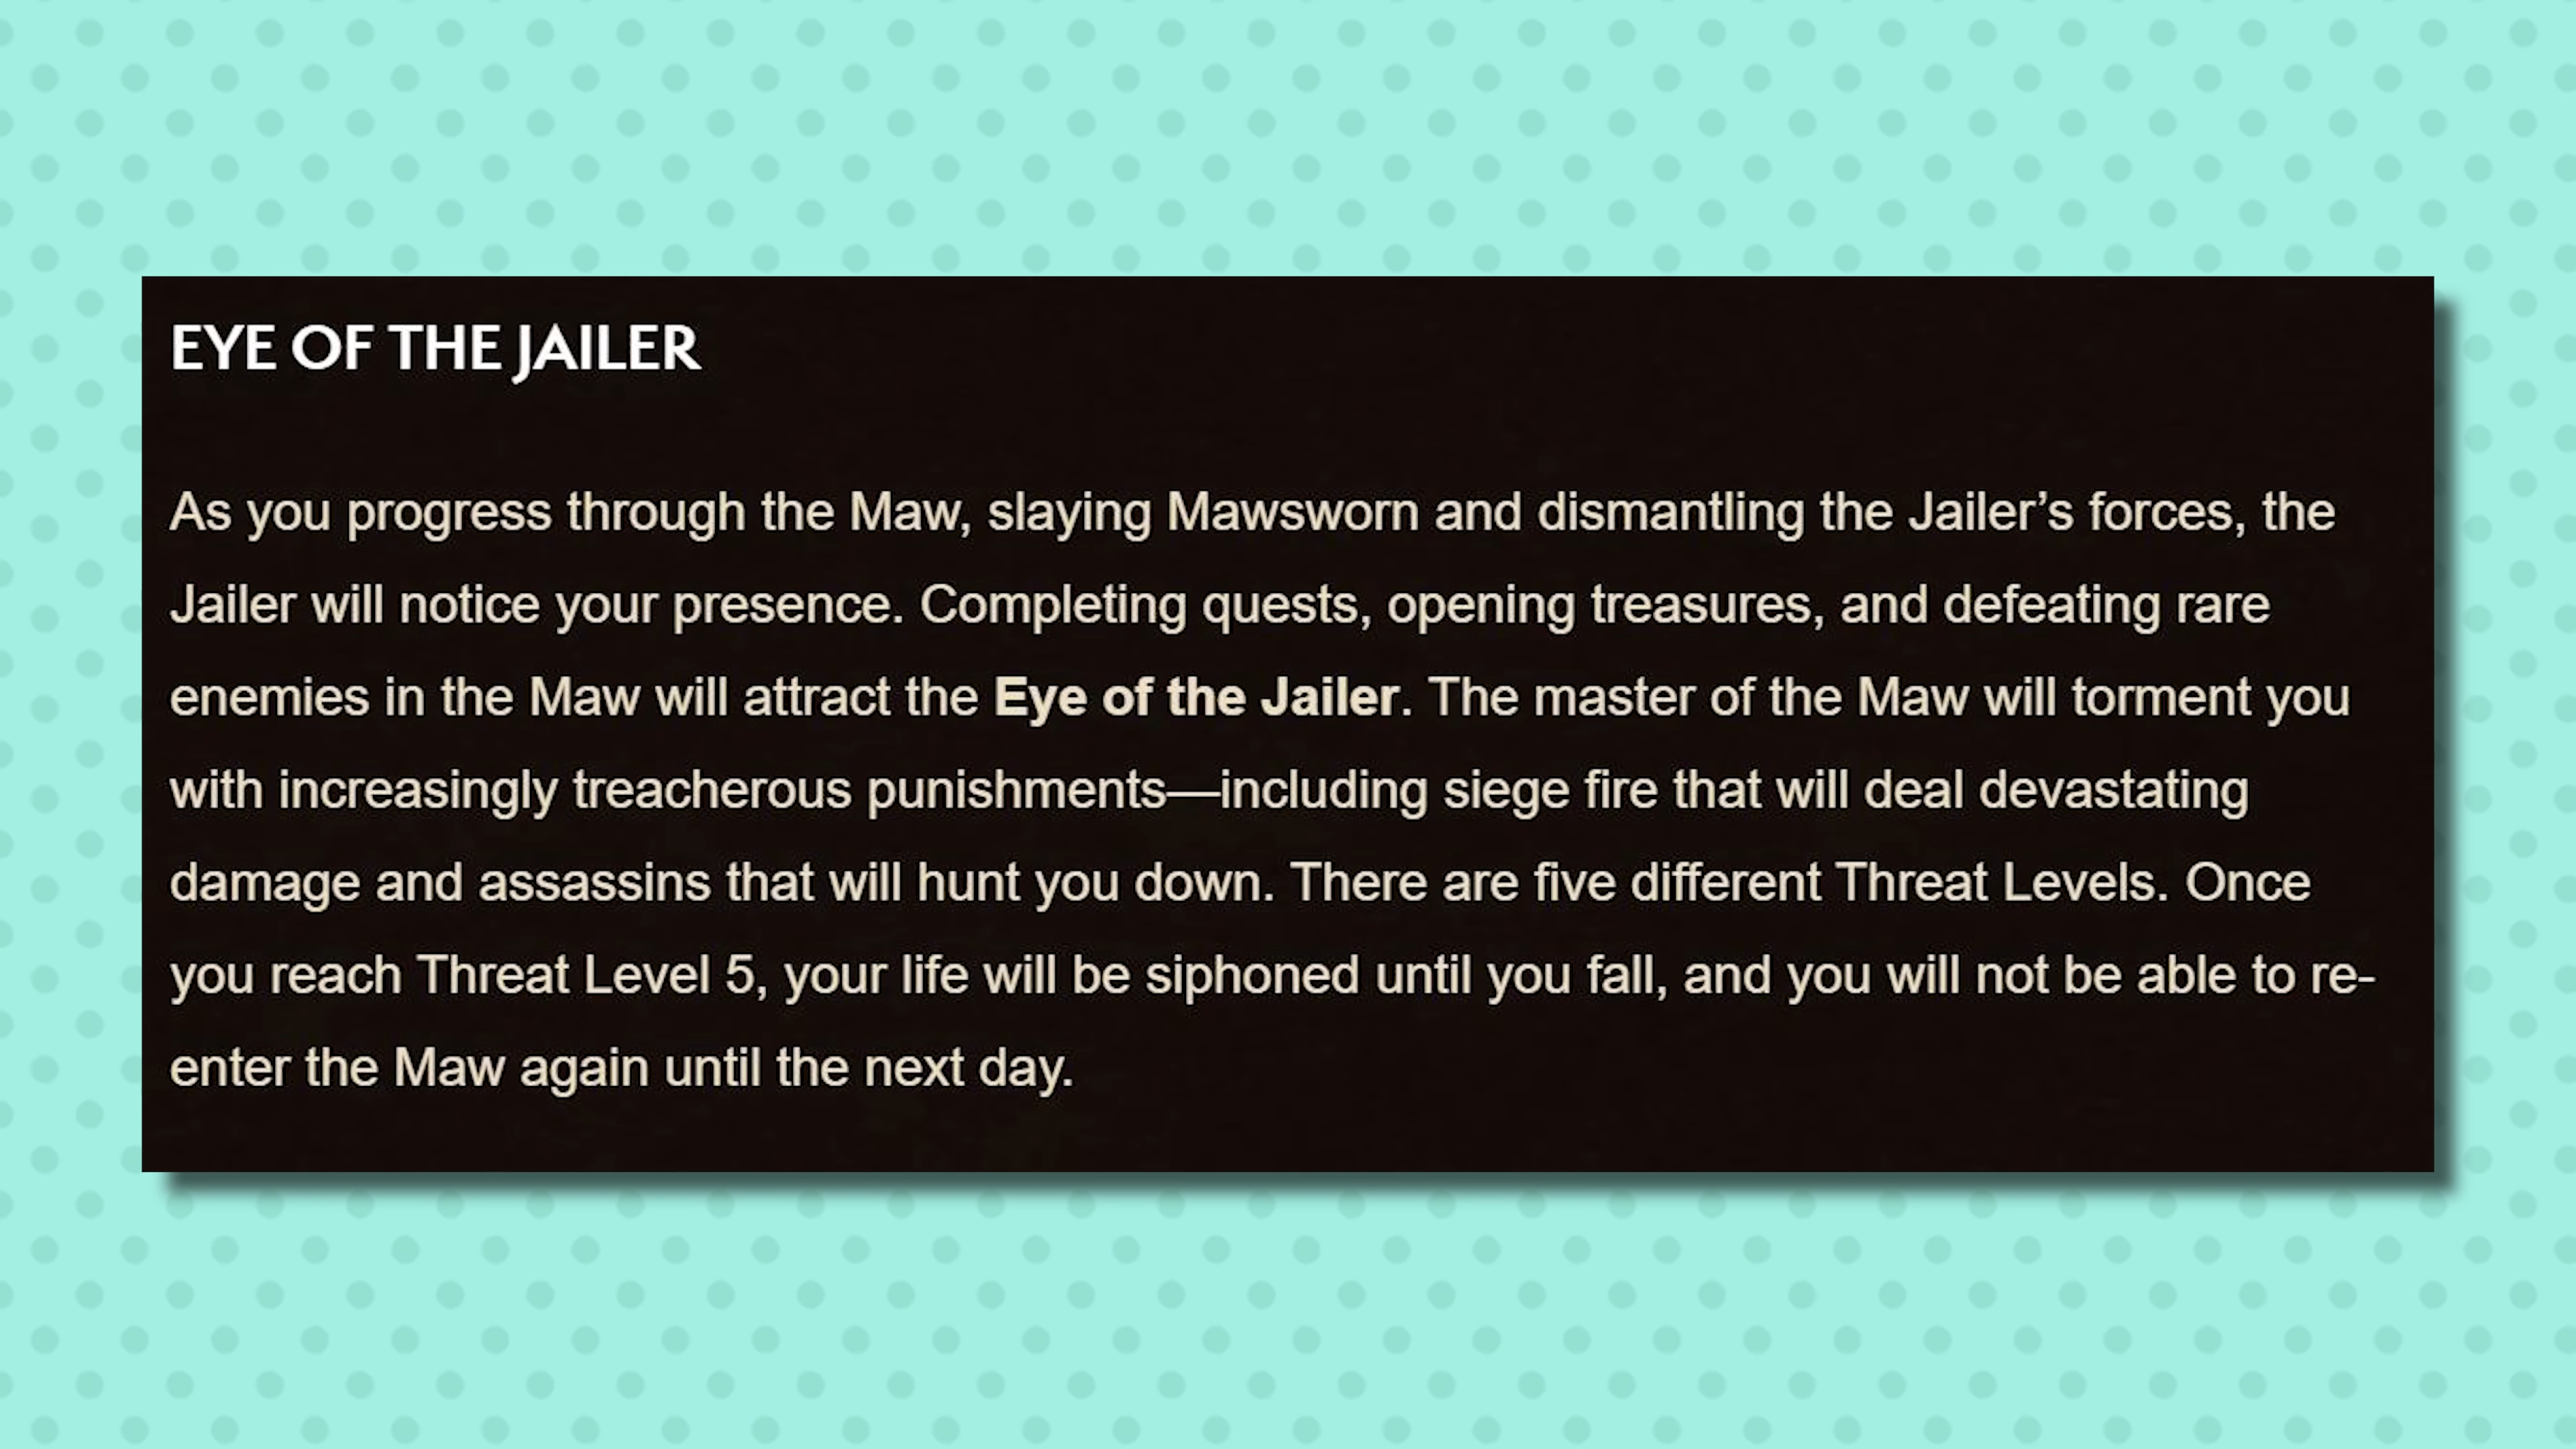 EYE OF THE JAILER
As you progress through the Maw, slaying Mawsworn and dismantling the Jailer’s forces, the
Jailer will notice your presence. Completing quests, opening treasures, and defeating rare
enemies in the Maw will attract the Eye of the Jailer. The master of the Maw will torment you
with increasingly treacherous punishments—including siege fire that will deal devastating
damage and assassins that will hunt you down. There are five different Threat Levels. Once
you reach Threat Level 5, your life will be siphoned until you fall, and you will not be able to re-
enter the Maw again until the next day.